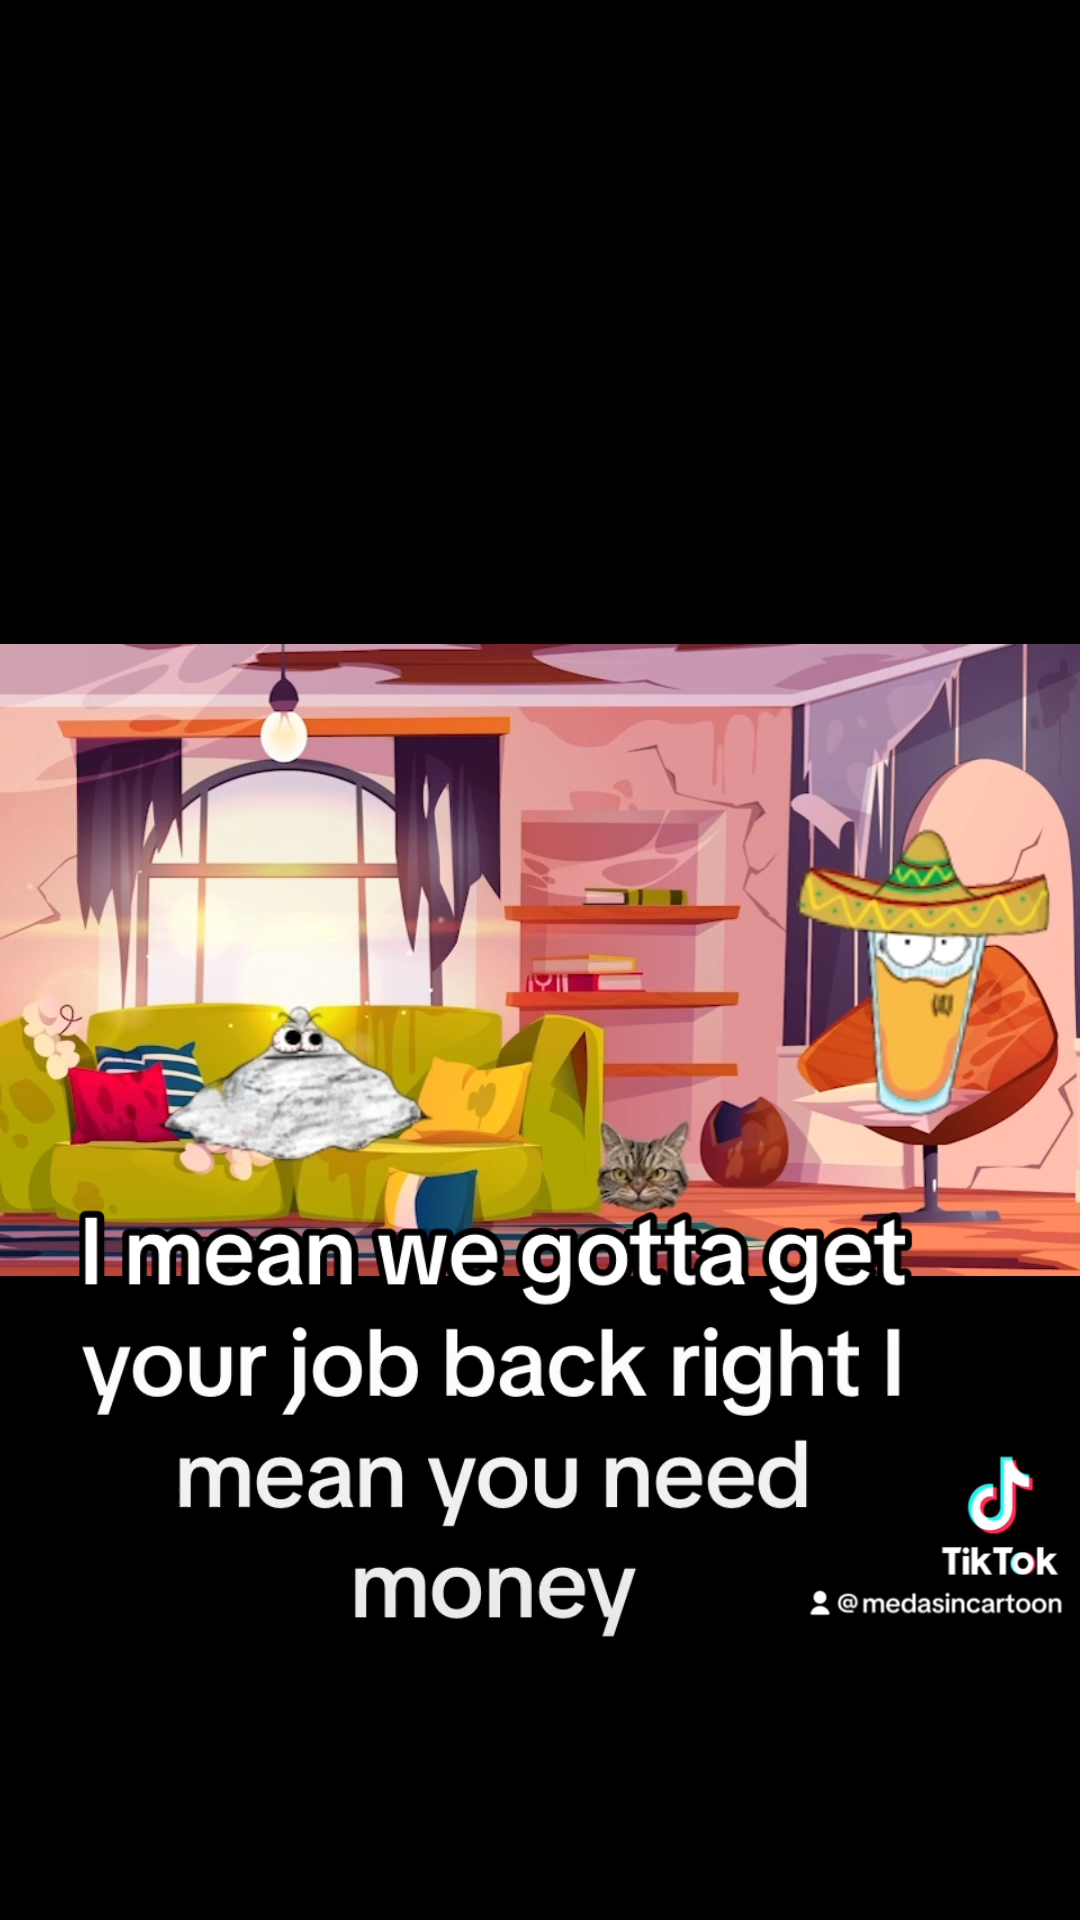 I mean we gotta get
your job back right I
mean you need
money
TikTok
@medasincartoon